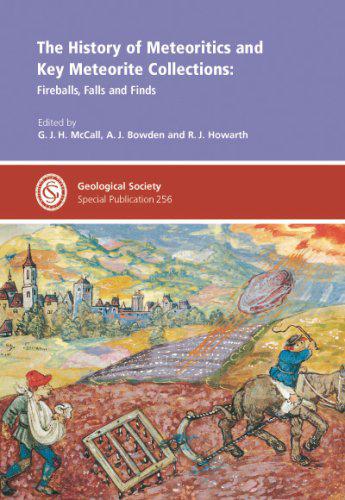 The History of Meteoritics and
Key Meteorite Collections:
Fireballs, Falls and Finds
Edited by
G. J. H. McCall, A. J. Bowden and R. J. Howarth
Geological Society
Special Publication 256